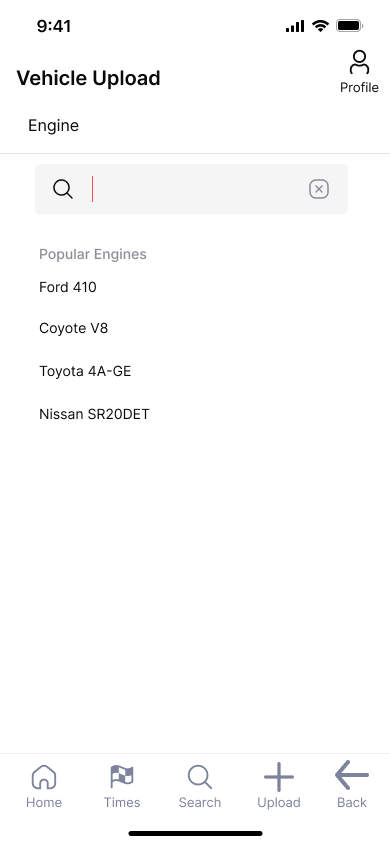 9:41
Vehicle Upload
Profile
Engine
Popular Engines
Ford 410
Coyote V8
Toyota 4A-GE
Nissan SR20DET
Home
Times
Search
Upload
Back